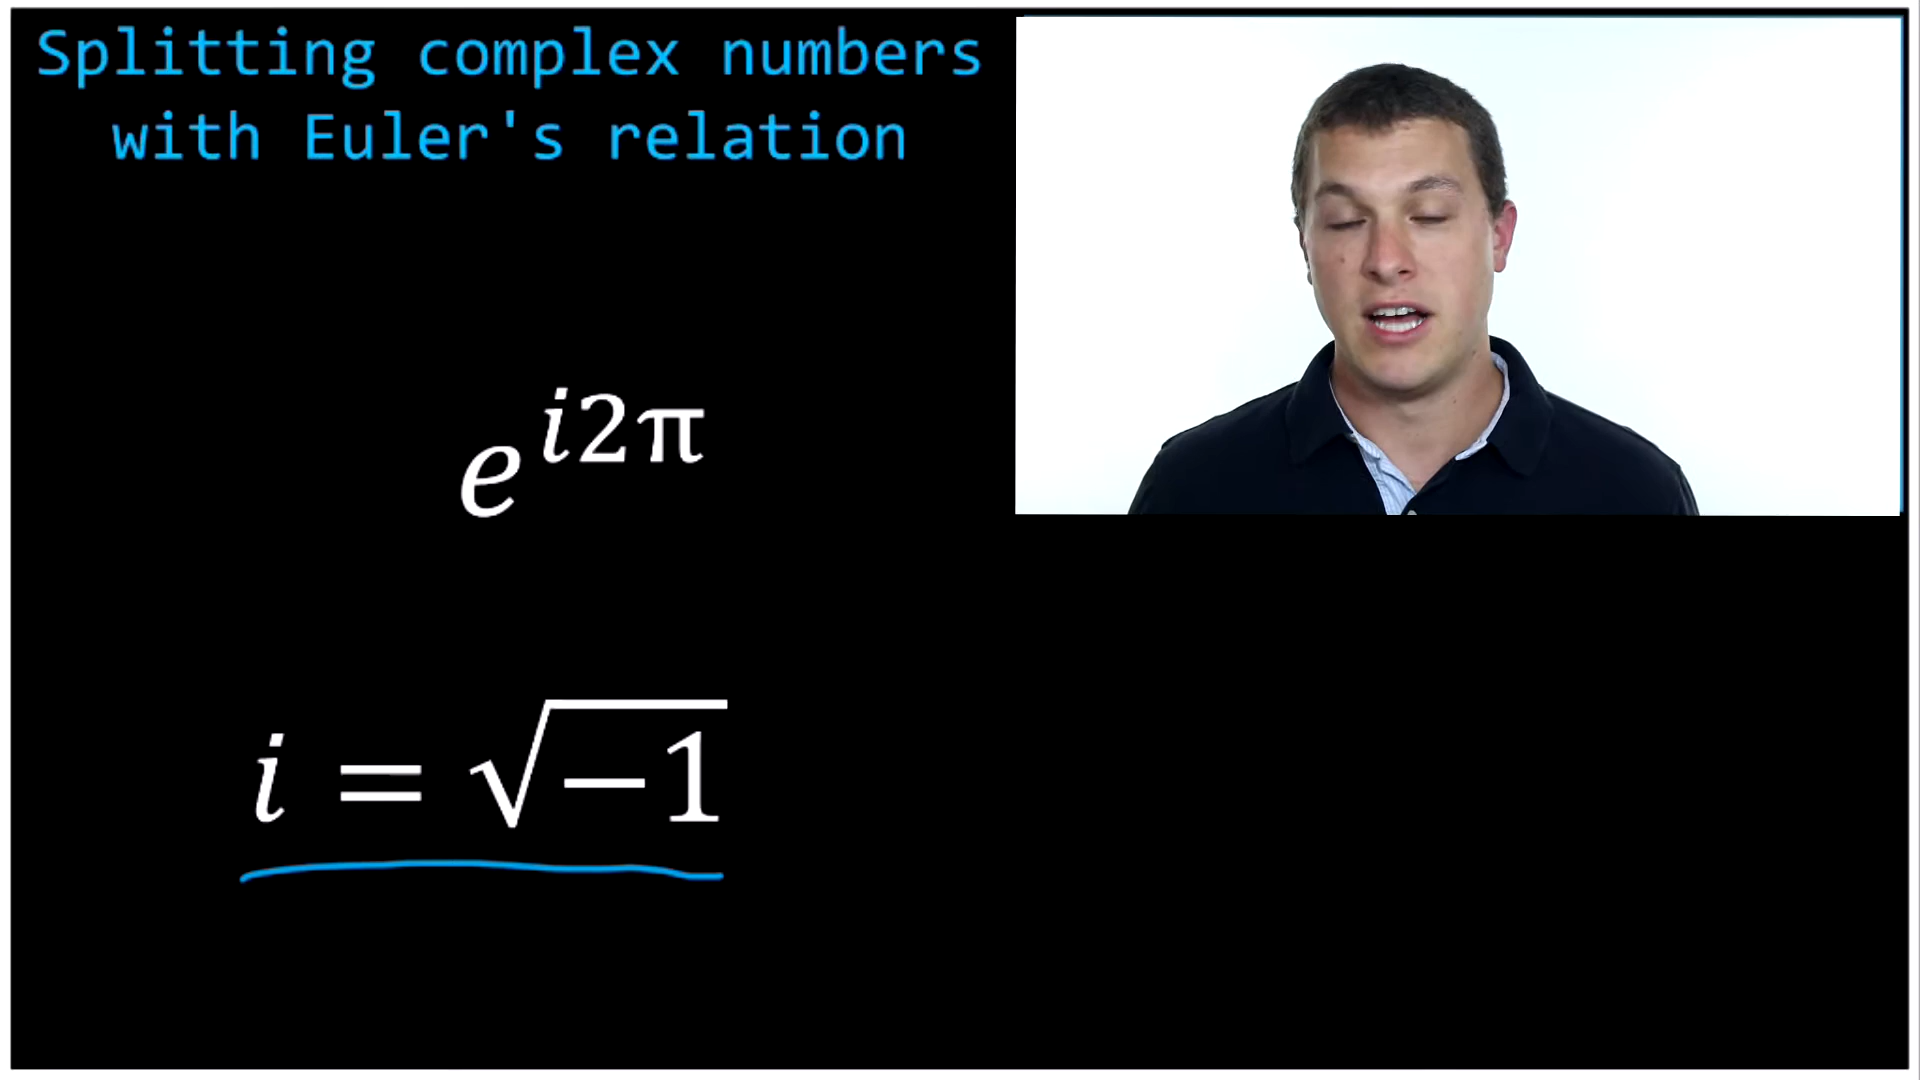 Splitting complex numbers
with Euler's relation
e^{i2π}
i = √−1